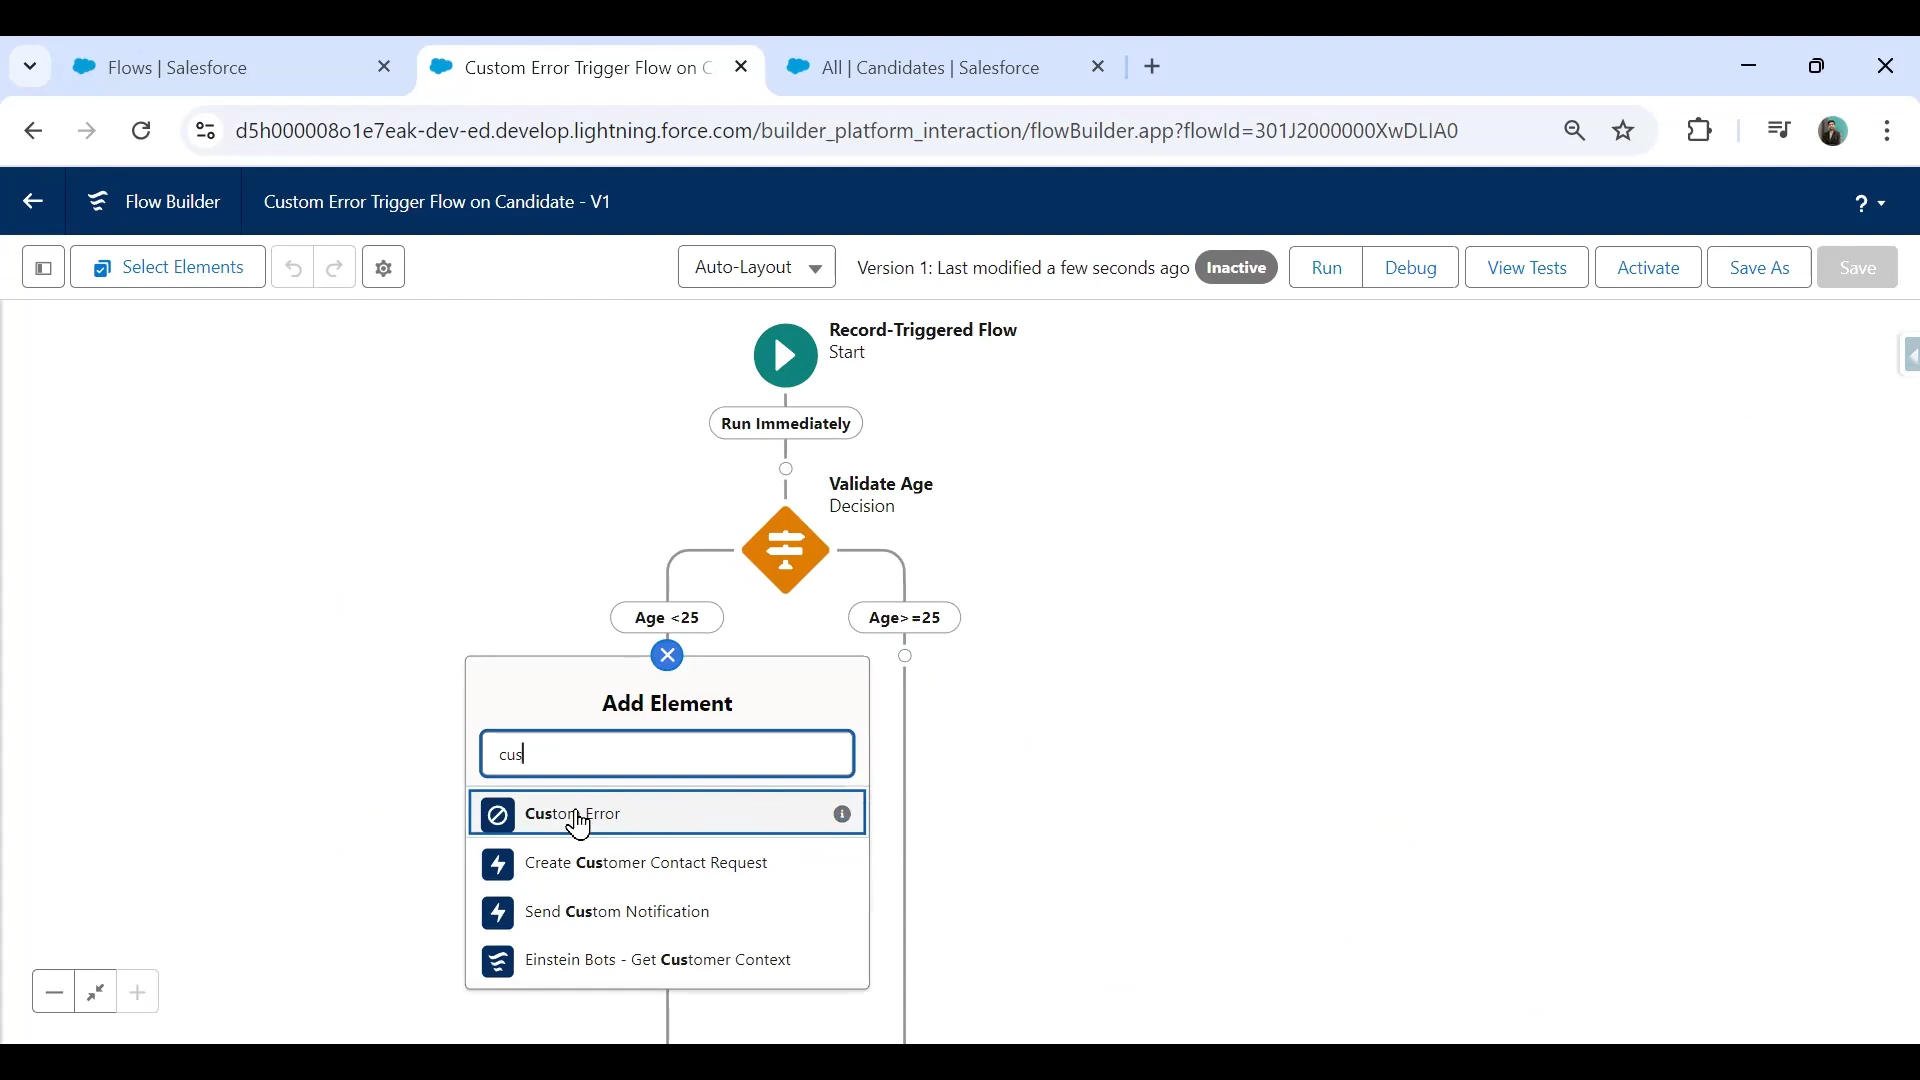 Flows | Salesforce
Custom Error Trigger Flow on C
All | Candidates | Salesforce
d5h000008o1e7eak-dev-ed.develop.lightning.force.com/builder_platform_interaction/flowBuilder.app?flowId=301J2000000XwDLIA0
Flow Builder
Custom Error Trigger Flow on Candidate - V1
?
Select Elements
Auto-Layout
Version 1: Last modified a few seconds ago
Inactive
Run
Debug
View Tests
Activate
Save As
Save
Record-Triggered Flow
Start
Run Immediately
Validate Age
Decision
Age <25
Age>=25
Add Element
cus
Custom Error
Create Customer Contact Request
Send Custom Notification
Einstein Bots - Get Customer Context